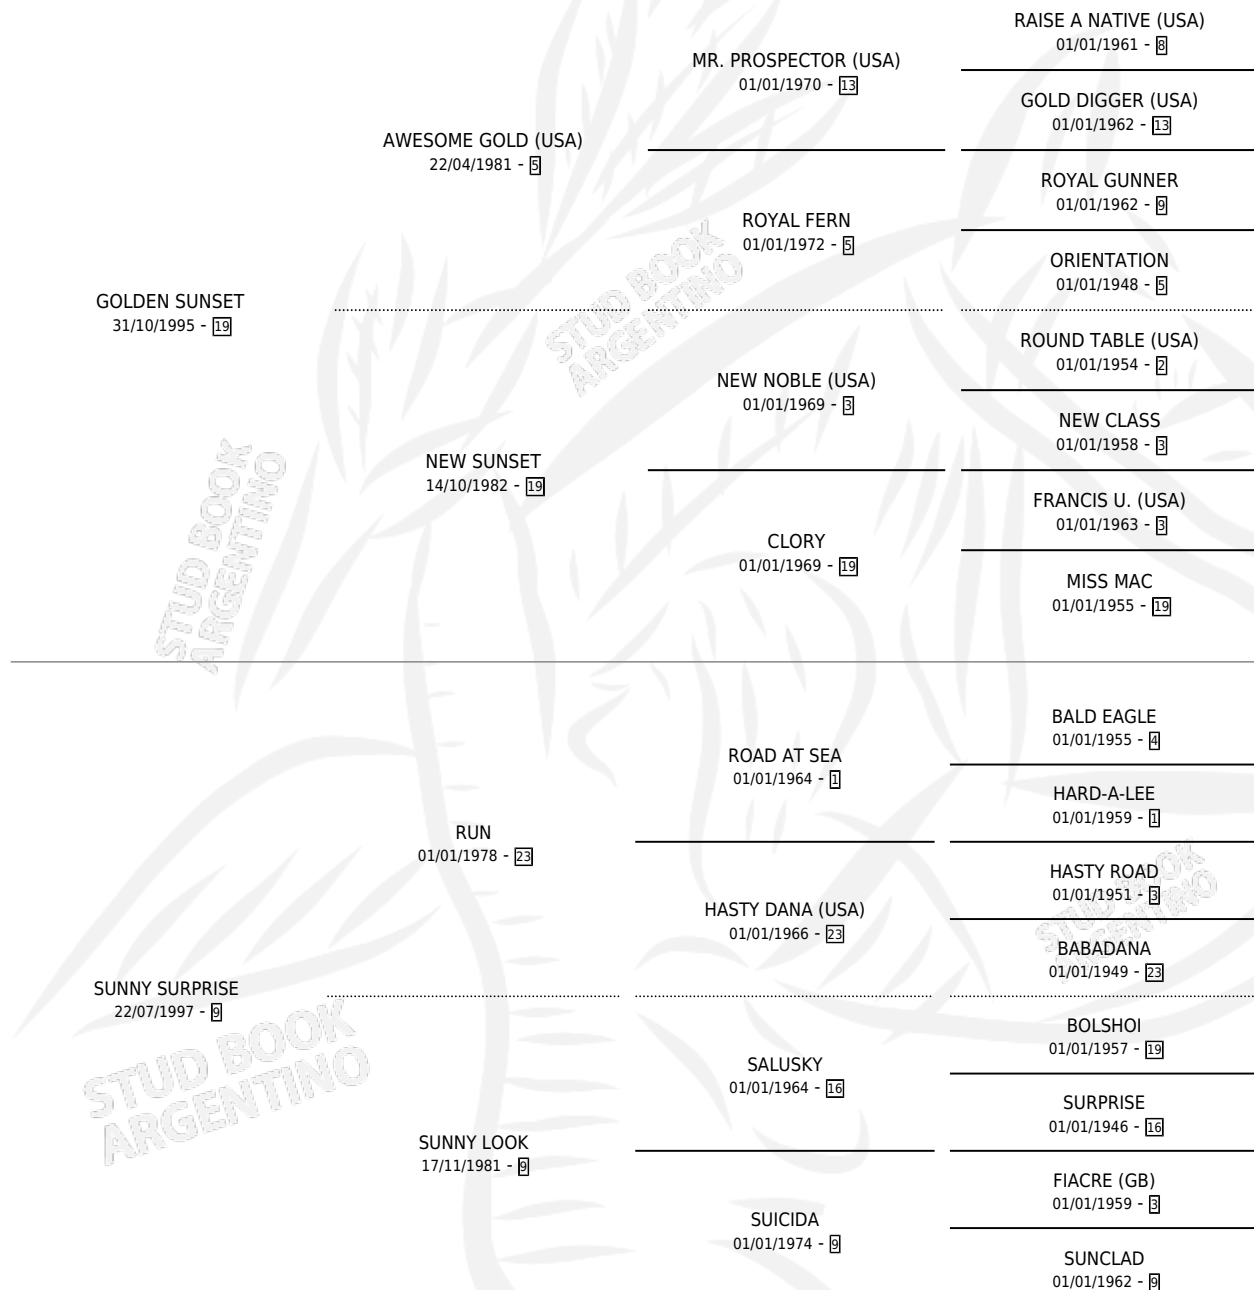 RAISE A NATIVE (USA)
01/01/1961 - 8
MR. PROSPECTOR (USA)
01/01/1970 - 13
GOLD DIGGER (USA)
01/01/1962 - 13
AWESOME GOLD (USA)
22/04/1981 - 5
ROYAL GUNNER
01/01/1962 - 9
ROYAL FERN
01/01/1972 - 5
ORIENTATION
01/01/1948 - 5
GOLDEN SUNSET
31/10/1995 - 19
ROUND TABLE (USA)
01/01/1954 - 2
NEW NOBLE (USA)
01/01/1969 - 3
NEW CLASS
01/01/1958 - 3
NEW SUNSET
14/10/1982 - 19
FRANCIS U. (USA)
01/01/1963 - 3
CLORY
01/01/1969 - 19
MISS MAC
01/01/1955 - 19
BALD EAGLE
01/01/1955 - 4
ROAD AT SEA
01/01/1964 - 1
HARD-A-LEE
01/01/1959 - 1
RUN
01/01/1978 - 23
HASTY ROAD
01/01/1951 - 3
HASTY DANA (USA)
01/01/1966 - 23
BABADANA
01/01/1949 - 23
SUNNY SURPRISE
22/07/1997 - 9
BOLSHOI
01/01/1957 - 19
SALUSKY
01/01/1964 - 16
SURPRISE
01/01/1946 - 16
SUNNY LOOK
17/11/1981 - 9
FIACRE (GB)
01/01/1959 - 3
SUICIDA
01/01/1974 - 9
SUNCLAD
01/01/1962 - 9
STUD BOOK
ARGENTINO
STUD BOOK
ARGENTINO
STUD BOOK
ARGENTINO
STUD BOOK
ARGENTINO